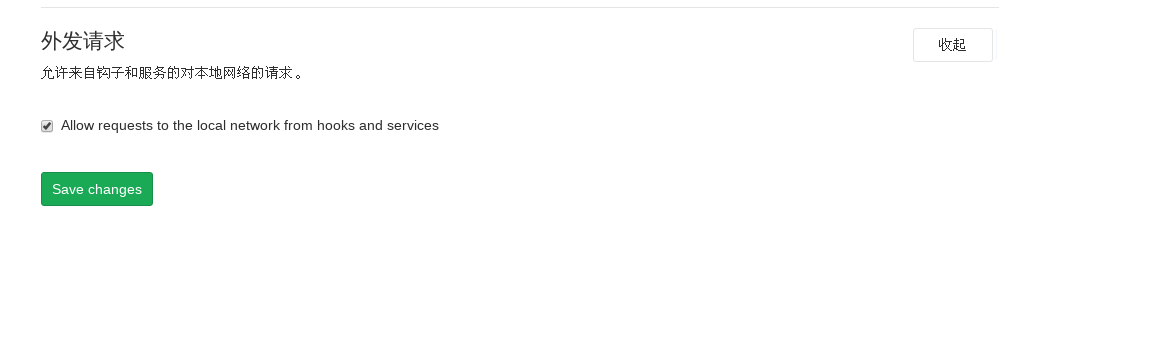 外发请求
收起
允许来自钩子和服务的对本地网络的请求。
Allow requests to the local network from hooks and services
Save changes